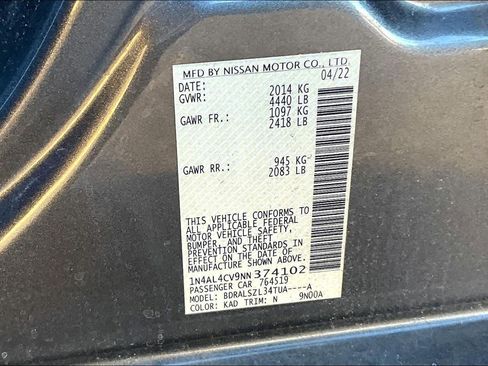 MFD BY NISSAN MOTOR CO., LTD.
DATE: 04/22
GVWR: 2014 KG
4440 LB
GAWR FR.: 1097 KG
2418 LB
GAWR RR.: 945 KG
2083 LB
THIS VEHICLE CONFORMS TO
ALL APPLICABLE FEDERAL
MOTOR VEHICLE SAFETY,
BUMPER, AND THEFT
PREVENTION STANDARDS IN
EFFECT ON THE DATE OF
MANUFACTURE SHOWN ABOVE.
1N4AL4CV9NN 374102
PASSENGER CAR 764519
MODEL: BDRALSZL34TUA----A
COLOR: KAD TRIM: N 9N00A